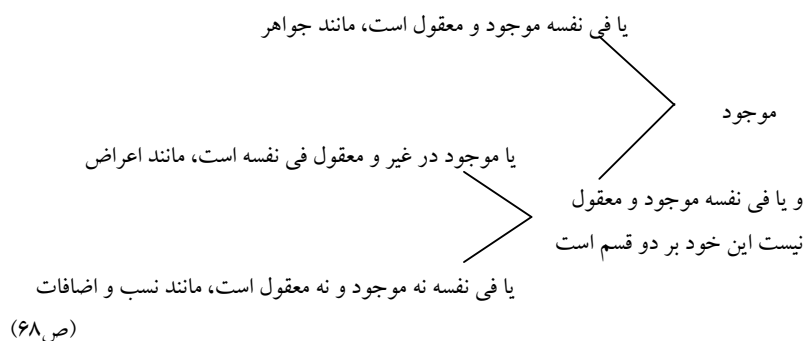 یا فی نفسه موجود و معقول است، مانند جواهر
موجود
یا موجود در غیر و معقول فی نفسه است، مانند اعراض
و یا فی نفسه موجود و معقول
نیست این خود بر دو قسم است
یا فی نفسه نه موجود و نه معقول است، مانند نسب و اضافات
(ص۶۸)